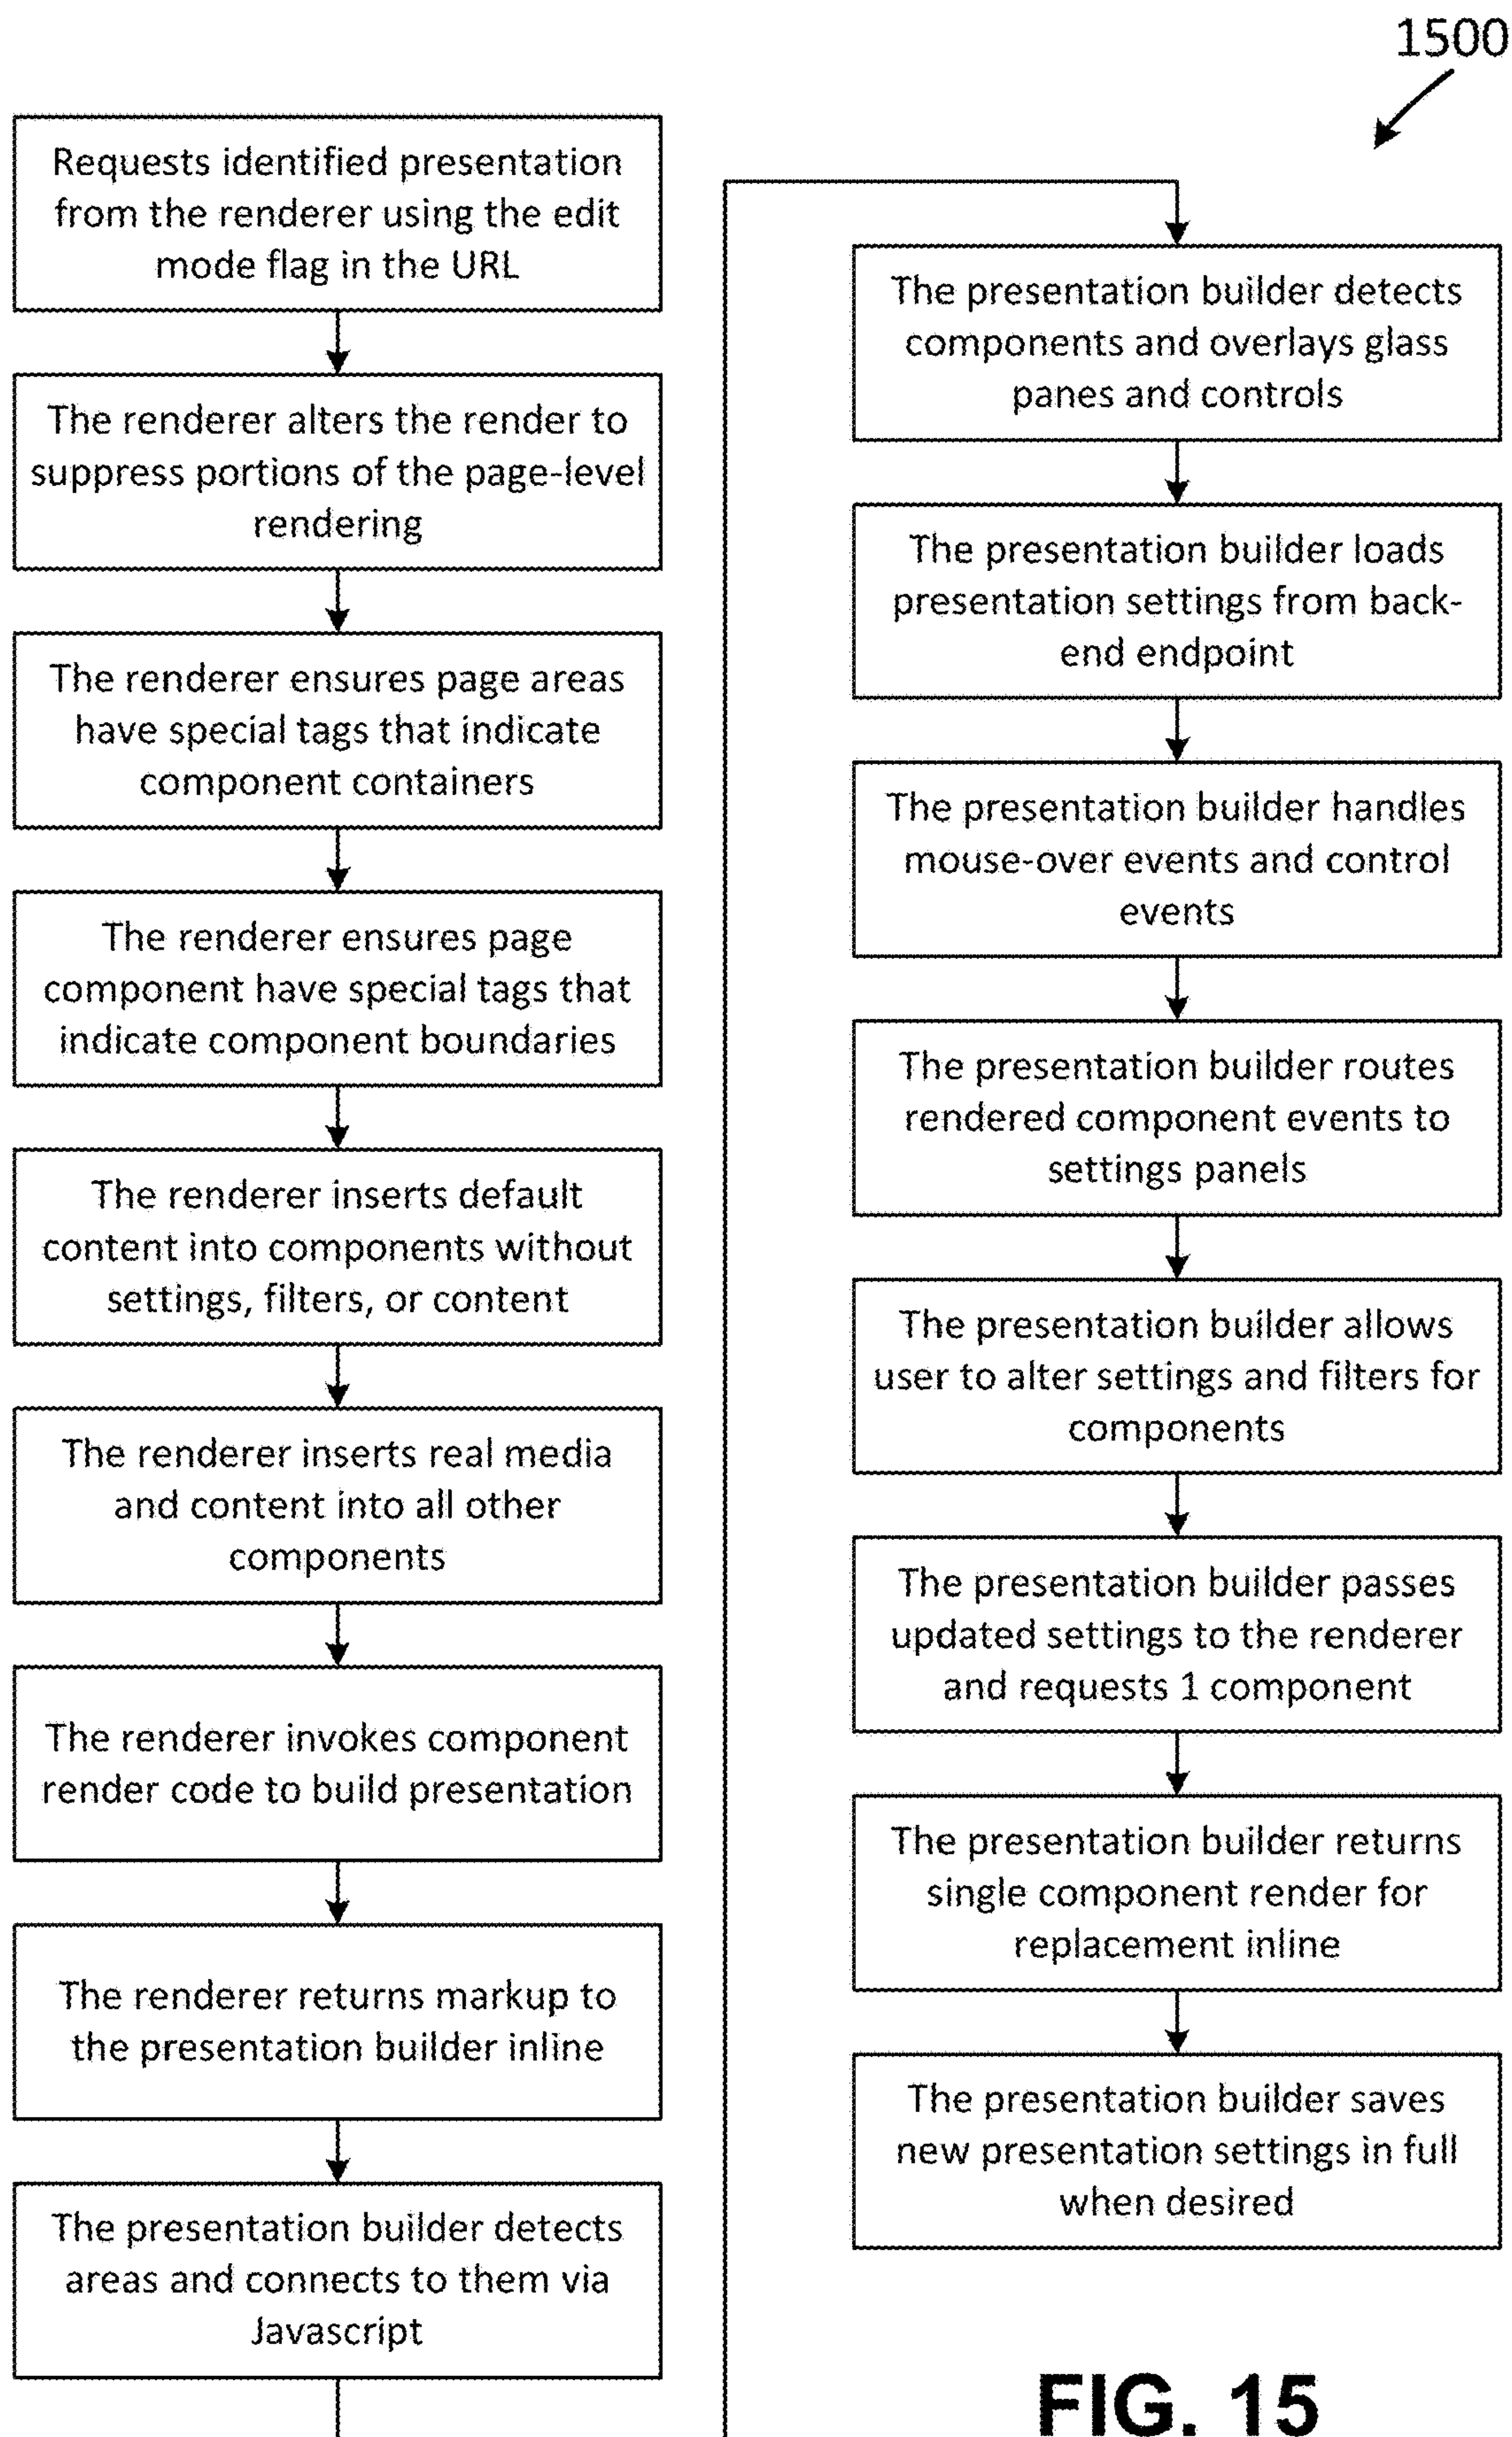 1500
Requests identified presentation
from the renderer using the edit
mode flag in the URL
The renderer alters the render to
suppress portions of the page-level
rendering
The renderer ensures page areas
have special tags that indicate
component containers
The renderer ensures page
component have special tags that
indicate component boundaries
The renderer inserts default
content into components without
settings, filters, or content
The renderer inserts real media
and content into all other
components
The renderer invokes component
render code to build presentation
The renderer returns markup to
the presentation builder inline
The presentation builder detects
areas and connects to them via
Javascript
The presentation builder detects
components and overlays glass
panes and controls
The presentation builder loads
presentation settings from back-
end endpoint
The presentation builder handles
mouse-over events and control
events
The presentation builder routes
rendered component events to
settings panels
The presentation builder allows
user to alter settings and filters for
components
The presentation builder passes
updated settings to the renderer
and requests 1 component
The presentation builder returns
single component render for
replacement inline
The presentation builder saves
new presentation settings in full
when desired
FIG. 15